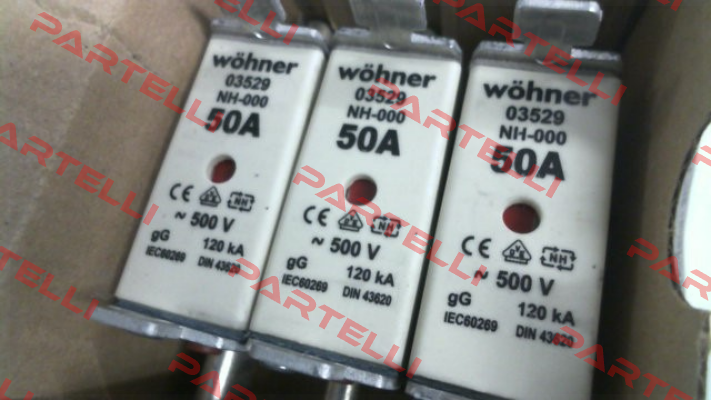 wöhner
03529
NH-000
50A
CE VDE NH
~ 500 V
gG 120 kA
IEC60269 DIN 43620
wöhner
03529
NH-000
50A
CE NH
~ 500 V
gG 120 kA
IEC60269 DIN 43620
wöhner
03529
NH-000
50A
CE VDE NH
~ 500 V
gG 120 kA
IEC60269 DIN 43620
PARTELLI
PARTELLI
PARTELLI
PARTELLI
PARTELLI
PARTELLI
PARTELLI